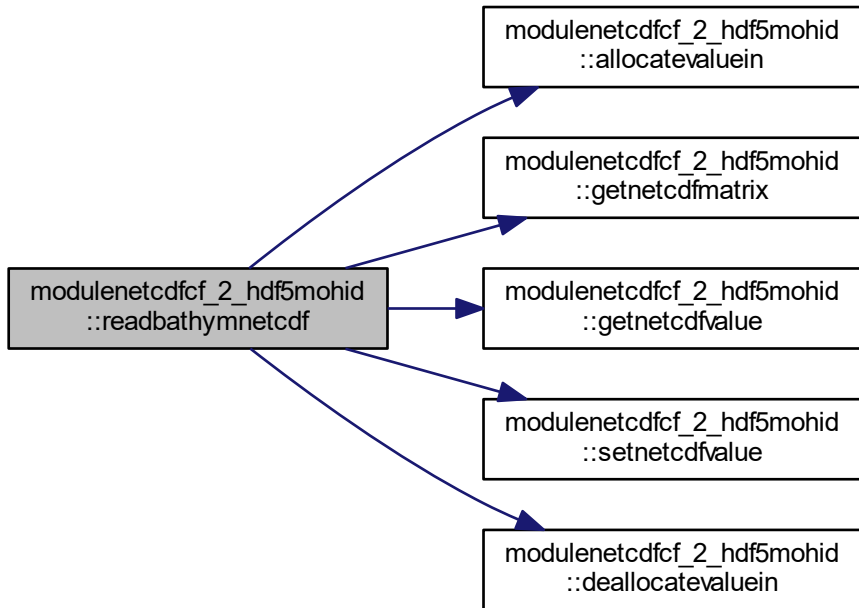 modulenetcdfcf_2_hdf5mohid
::allocatevaluein
modulenetcdfcf_2_hdf5mohid
::getnetcdfmatrix
modulenetcdfcf_2_hdf5mohid
::readbathymnetcdf
modulenetcdfcf_2_hdf5mohid
::getnetcdfvalue
modulenetcdfcf_2_hdf5mohid
::setnetcdfvalue
modulenetcdfcf_2_hdf5mohid
::deallocatevaluein